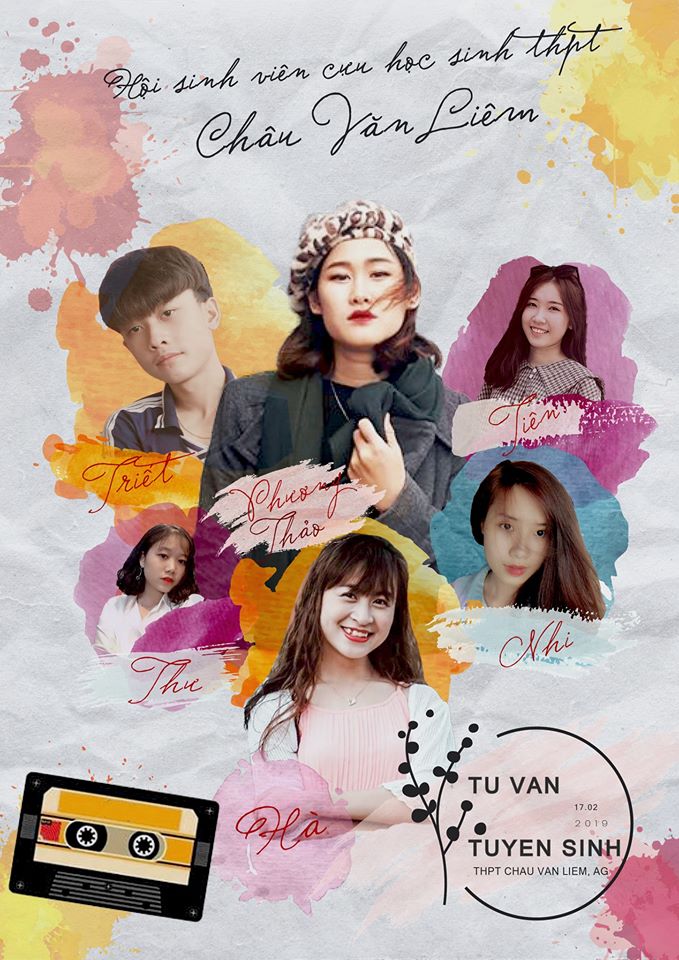 Hội sinh viên cựu học sinh thpt
Châu Văn Liêm
Triết
Phương
Thảo
Tiên
Thư
Nhi
Hà
TU VAN
17.02
2019
TUYEN SINH
THPT CHAU VAN LIEM, AG